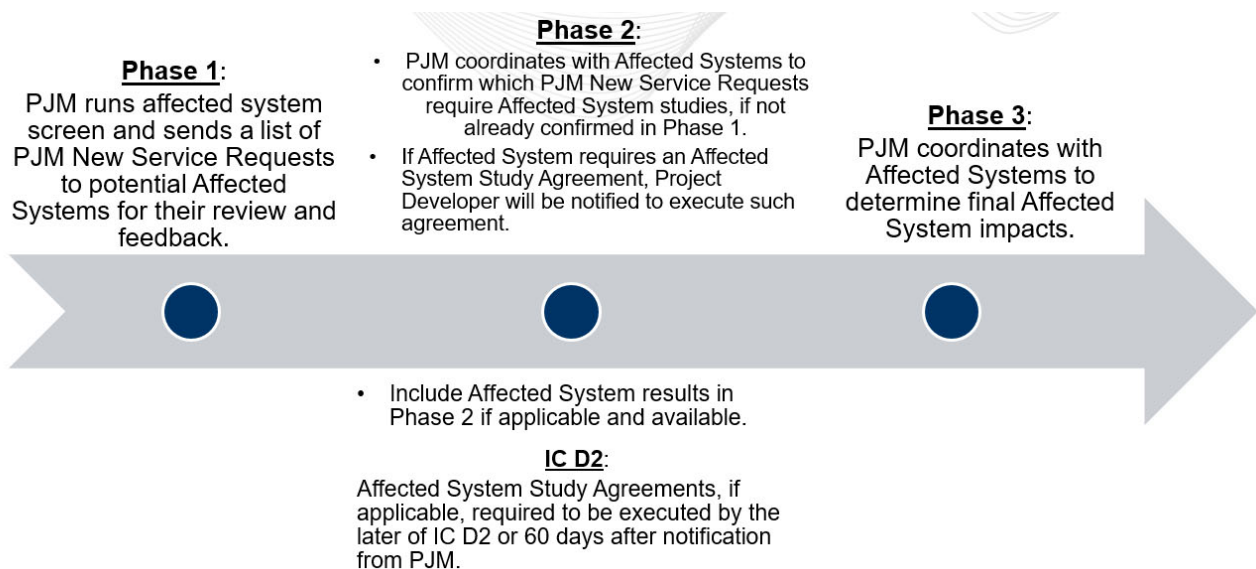 Phase 1:
PJM runs affected system
screen and sends a list of
PJM New Service Requests
to potential Affected
Systems for their review and
feedback.
Phase 2:
• PJM coordinates with Affected Systems to
confirm which PJM New Service Requests
require Affected System studies, if not
already confirmed in Phase 1.
• If Affected System requires an Affected
System Study Agreement, Project
Developer will be notified to execute such
agreement.
• Include Affected System results in
Phase 2 if applicable and available.
IC D2:
Affected System Study Agreements, if
applicable, required to be executed by the
later of IC D2 or 60 days after notification
from PJM.
Phase 3:
PJM coordinates with
Affected Systems to
determine final Affected
System impacts.